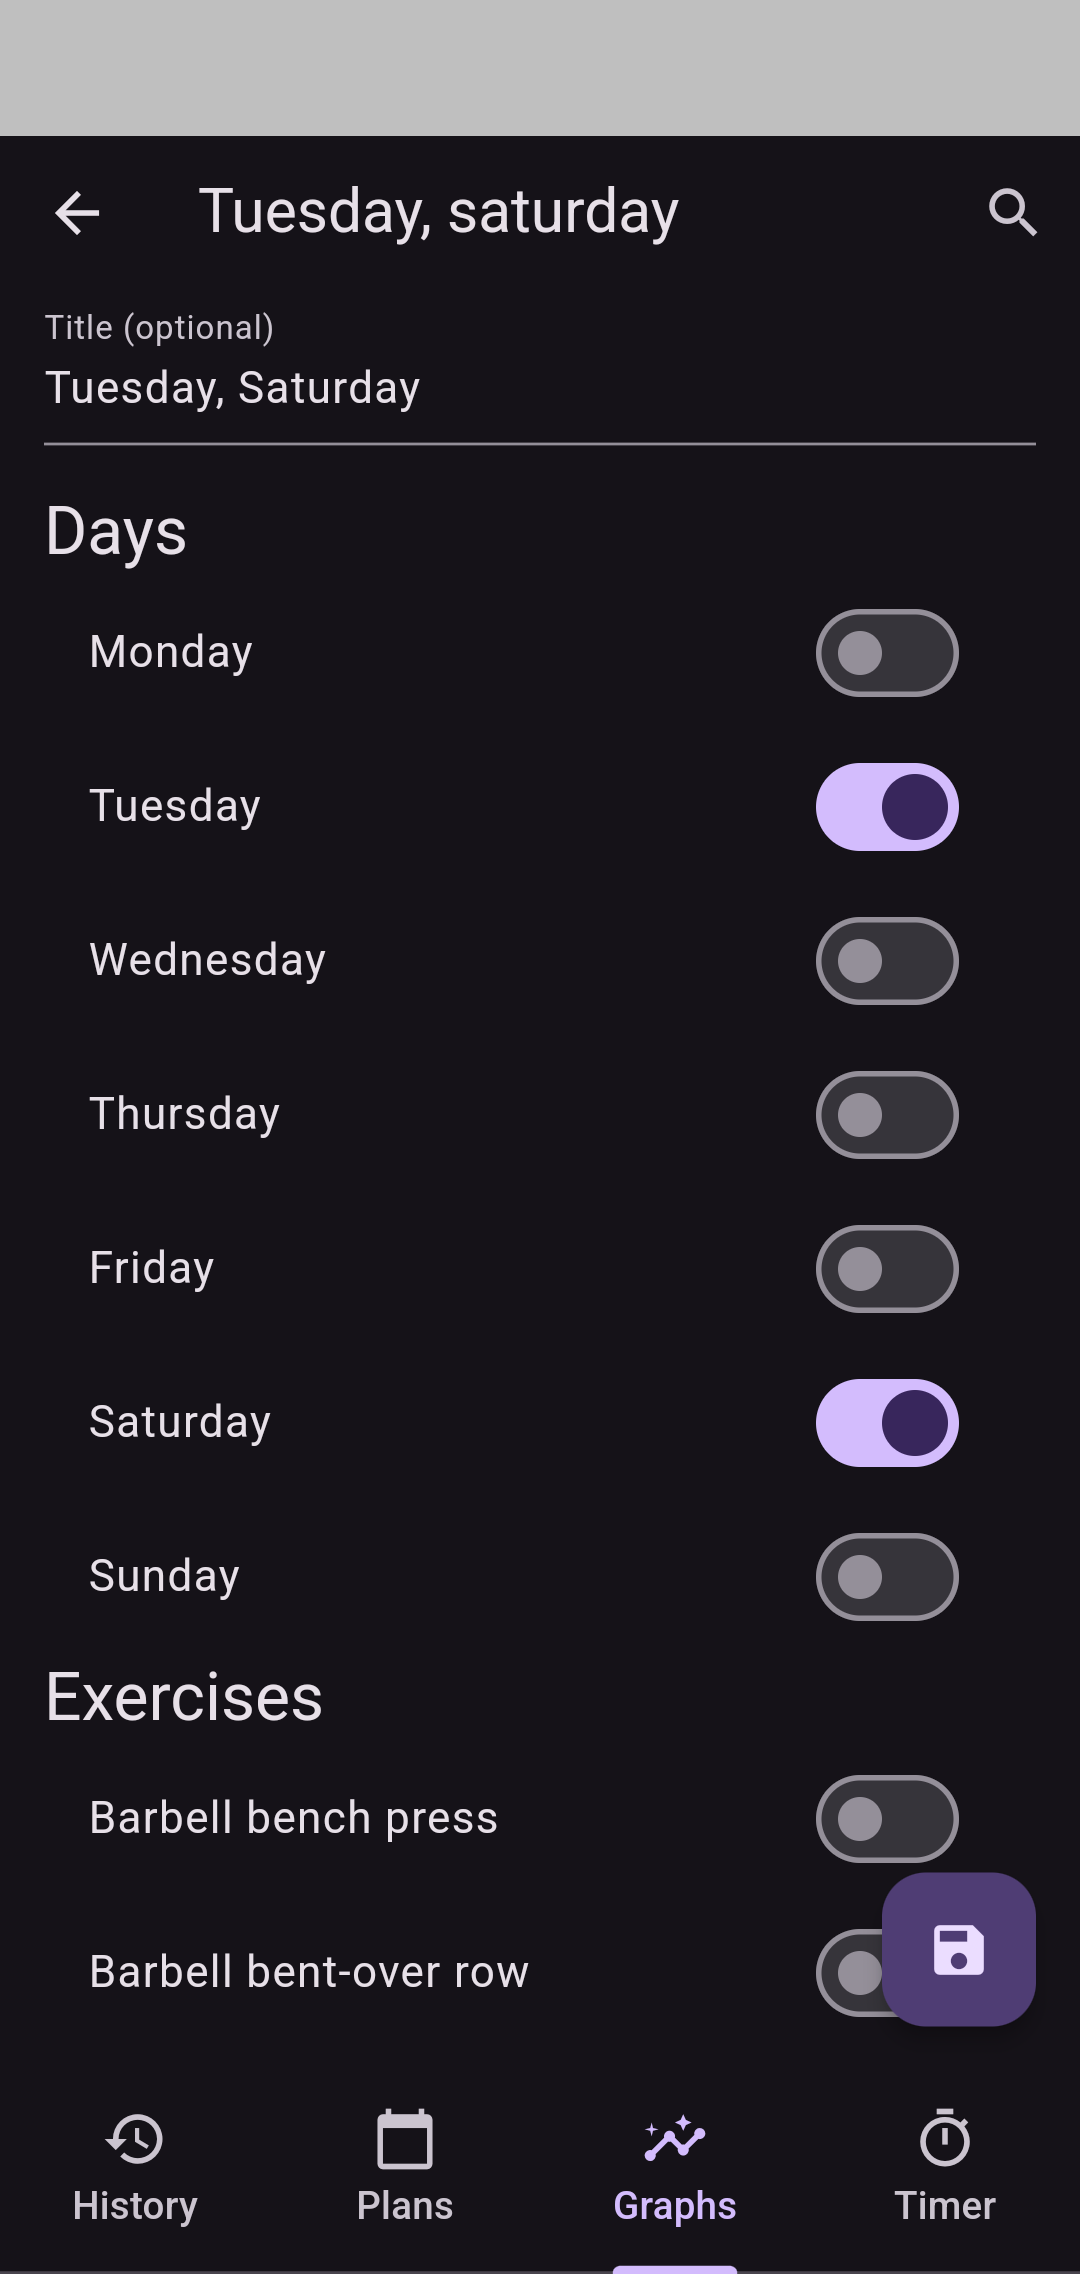 Tuesday, saturday
Title (optional)
Tuesday, Saturday
Days
Monday
Tuesday
Wednesday
Thursday
Friday
Saturday
Sunday
Exercises
Barbell bench press
Barbell bent-over row
History
Plans
Graphs
Timer